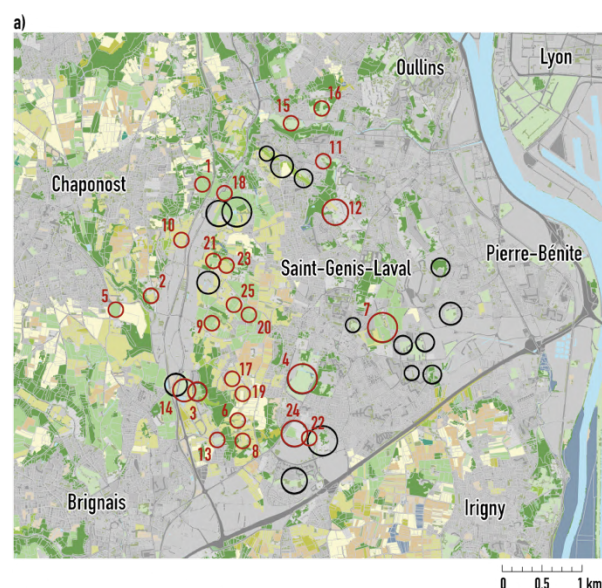 a)
Oullins
Lyon
16
15
11
1
Chaponost
18
12
10
21
23
Saint-Genis-Laval
Pierre-Bénite
2
5
25
7
9
20
17
4
19
14
3
6
24
22
13
8
Brignais
Irigny
0 0.5 1 km